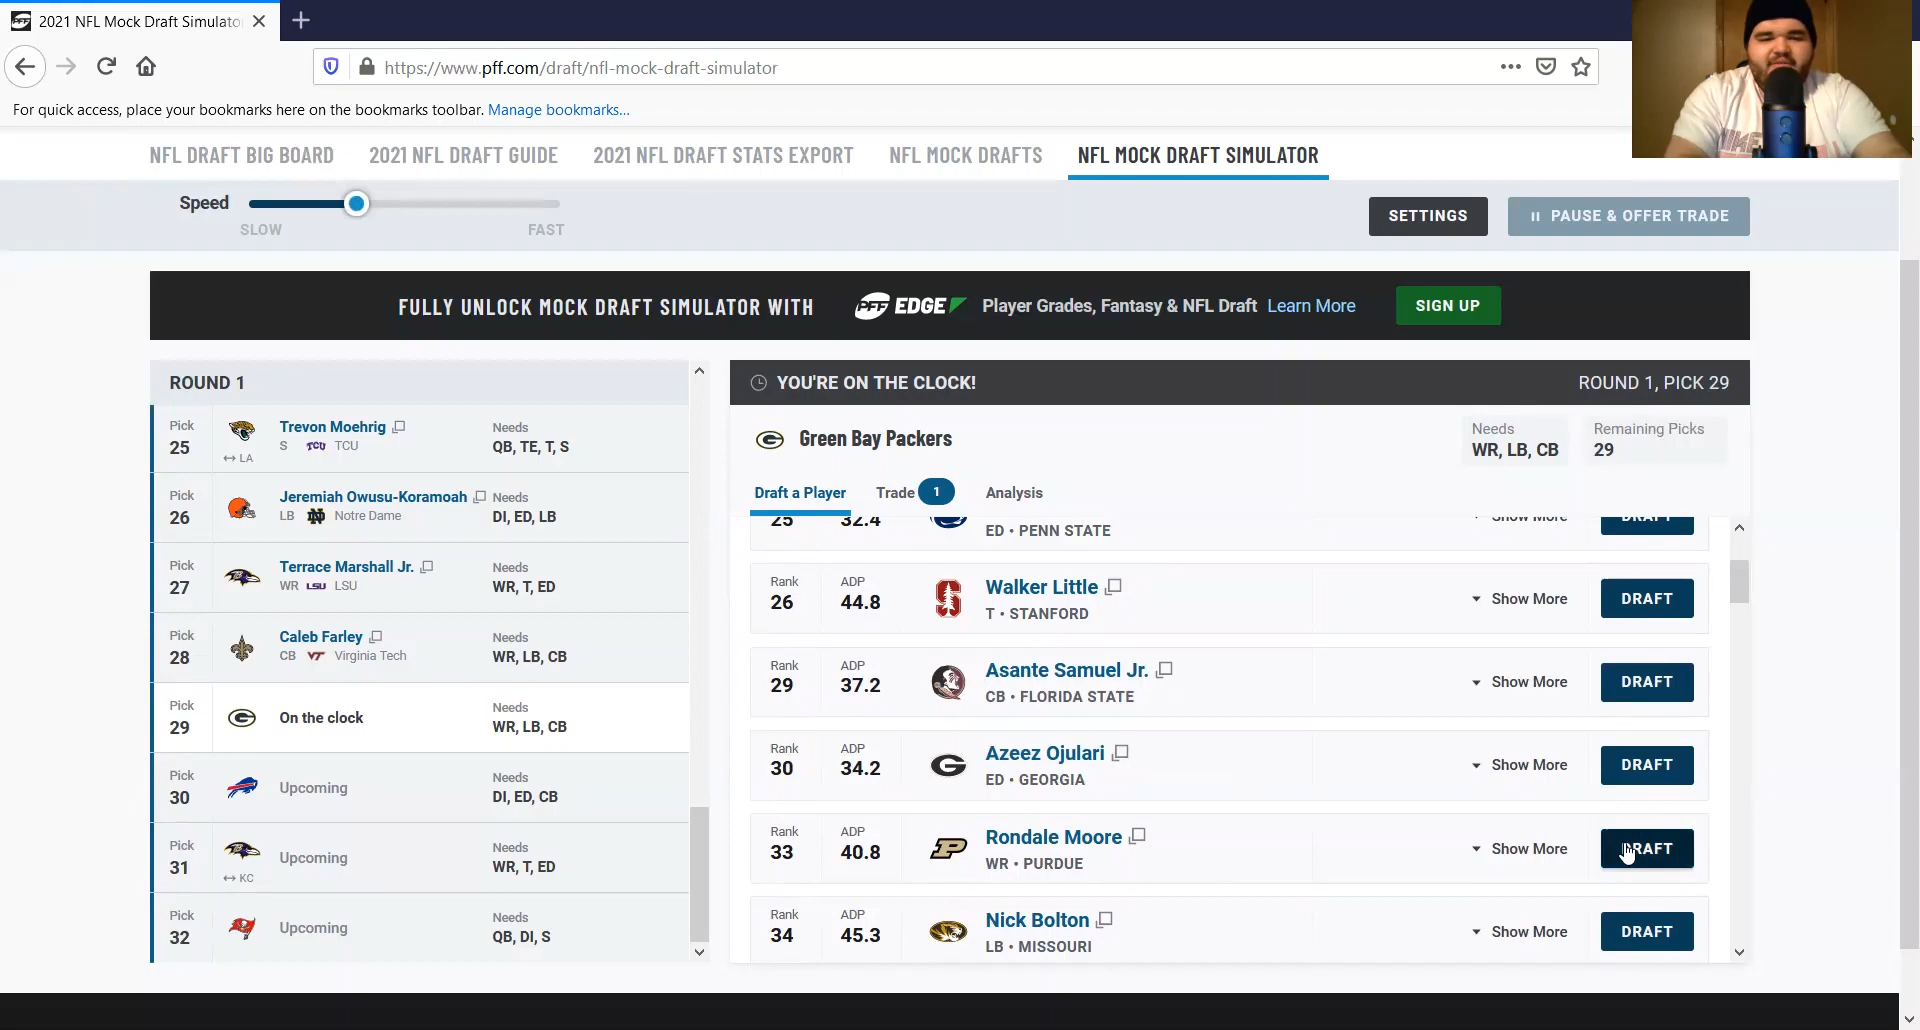 2021 NFL Mock Draft Simulato
https://www.pff.com/draft/nfl-mock-draft-simulator
For quick access, place your bookmarks here on the bookmarks toolbar. Manage bookmarks...
NFL DRAFT BIG BOARD 2021 NFL DRAFT GUIDE 2021 NFL DRAFT STATS EXPORT NFL MOCK DRAFTS NFL MOCK DRAFT SIMULATOR
Speed
SLOW FAST
SETTINGS PAUSE & OFFER TRADE
FULLY UNLOCK MOCK DRAFT SIMULATOR WITH PFF EDGE Player Grades, Fantasy & NFL Draft Learn More SIGN UP
ROUND 1
Pick 25 Trevon Moehrig Needs
↔ LA S TCU TCU QB, TE, T, S
Pick 26 Jeremiah Owusu-Koramoah Needs
LB Notre Dame DI, ED, LB
Pick 27 Terrace Marshall Jr. Needs
WR LSU LSU WR, T, ED
Pick 28 Caleb Farley Needs
CB VT Virginia Tech WR, LB, CB
Pick 29 On the clock Needs
WR, LB, CB
Pick 30 Upcoming Needs
DI, ED, CB
Pick 31 Upcoming Needs
↔ KC WR, T, ED
Pick 32 Upcoming Needs
QB, DI, S
YOU'RE ON THE CLOCK! ROUND 1, PICK 29
Green Bay Packers
Needs
WR, LB, CB
Remaining Picks
29
Draft a Player Trade 1 Analysis
25 32.4 Show More DRAFT
ED • PENN STATE
Rank ADP
26 44.8 Walker Little Show More DRAFT
T • STANFORD
Rank ADP
29 37.2 Asante Samuel Jr. Show More DRAFT
CB • FLORIDA STATE
Rank ADP
30 34.2 Azeez Ojulari Show More DRAFT
ED • GEORGIA
Rank ADP
33 40.8 Rondale Moore Show More DRAFT
WR • PURDUE
Rank ADP
34 45.3 Nick Bolton Show More DRAFT
LB • MISSOURI